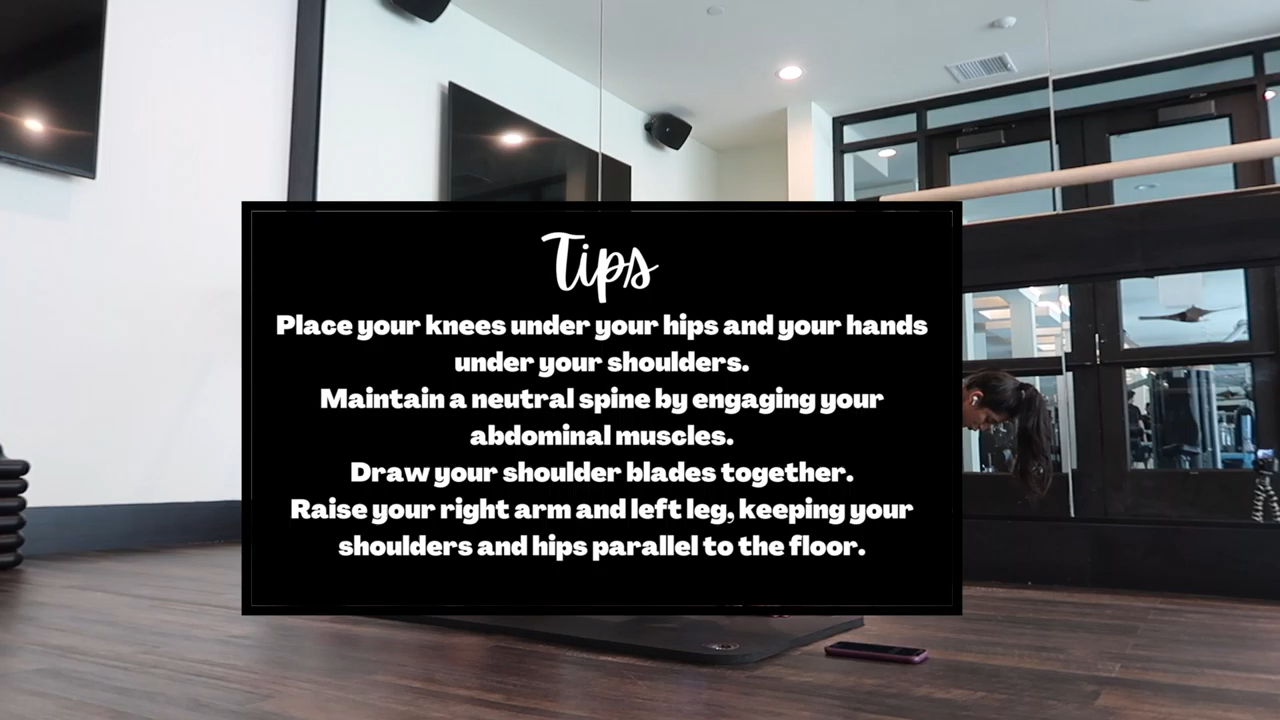 Tips
Place your knees under your hips and your hands
under your shoulders.
Maintain a neutral spine by engaging your
abdominal muscles.
Draw your shoulder blades together.
Raise your right arm and left leg, keeping your
shoulders and hips parallel to the floor.